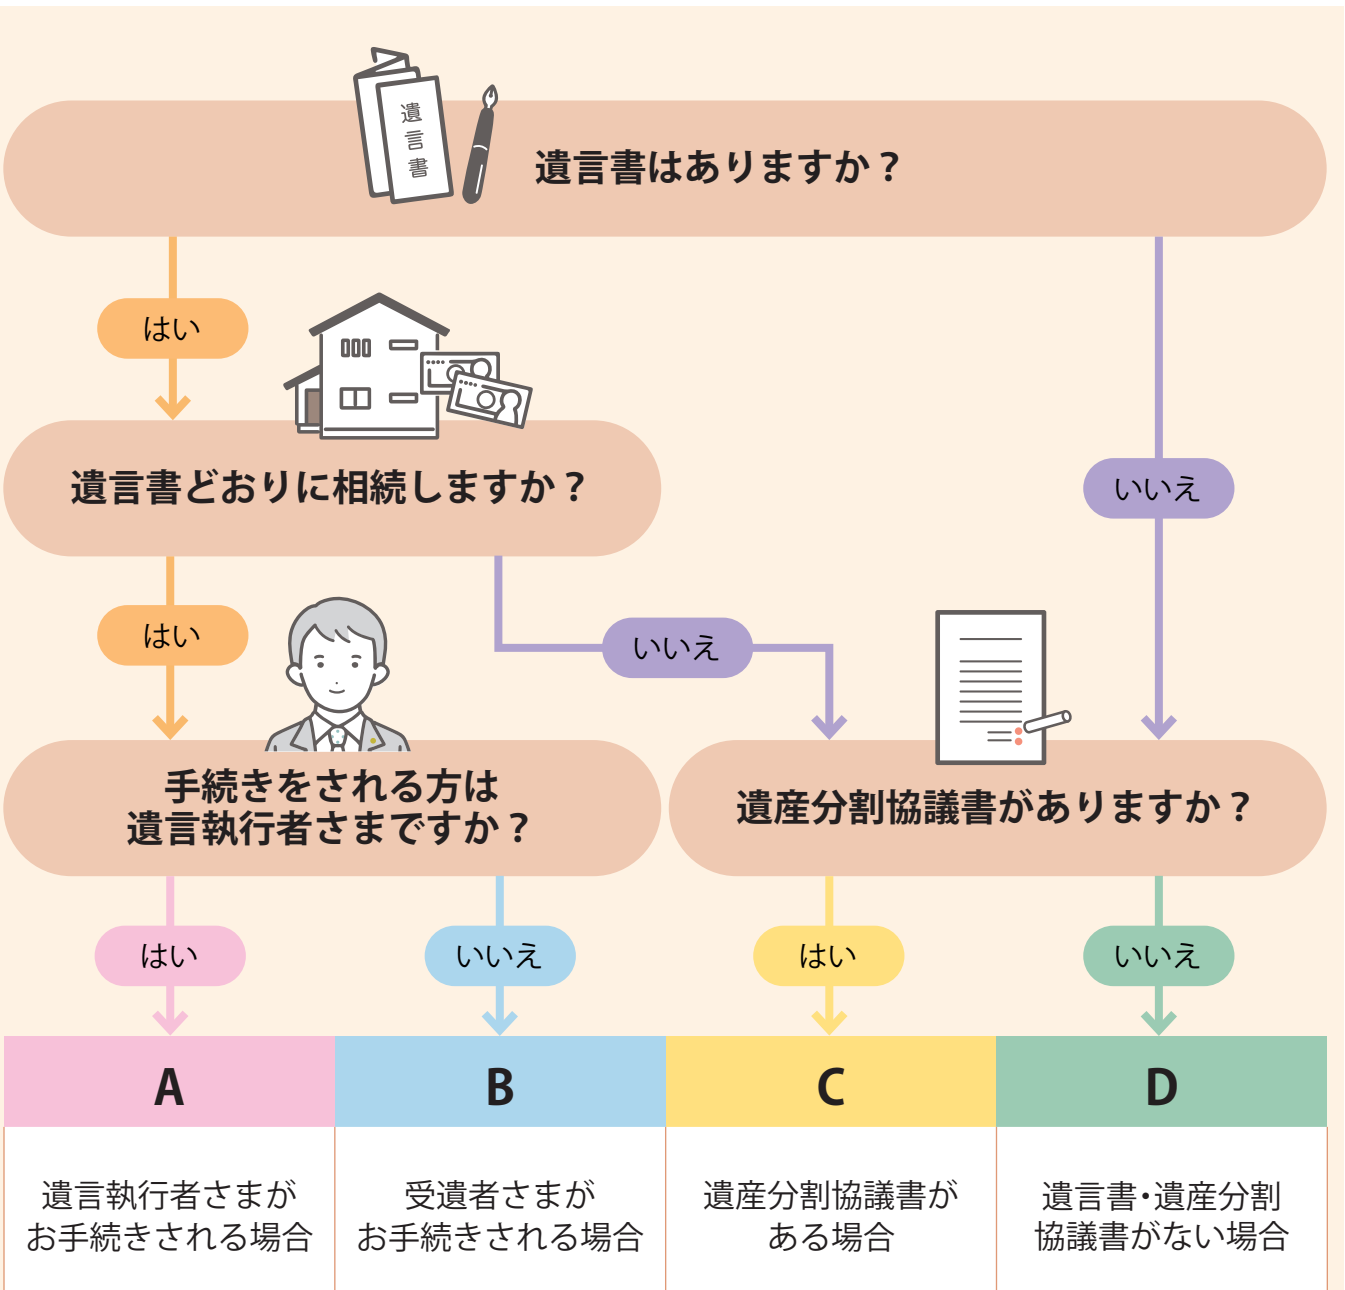 遺言書
遺言書はありますか？
はい
いいえ
遺言書どおりに相続しますか？
はい
いいえ
手続きをされる方は
遺言執行者さまですか？
遺産分割協議書がありますか？
はい
いいえ
はい
いいえ
A
B
C
D
遺言執行者さまが
お手続きされる場合
受遺者さまが
お手続きされる場合
遺産分割協議書が
ある場合
遺言書・遺産分割
協議書がない場合